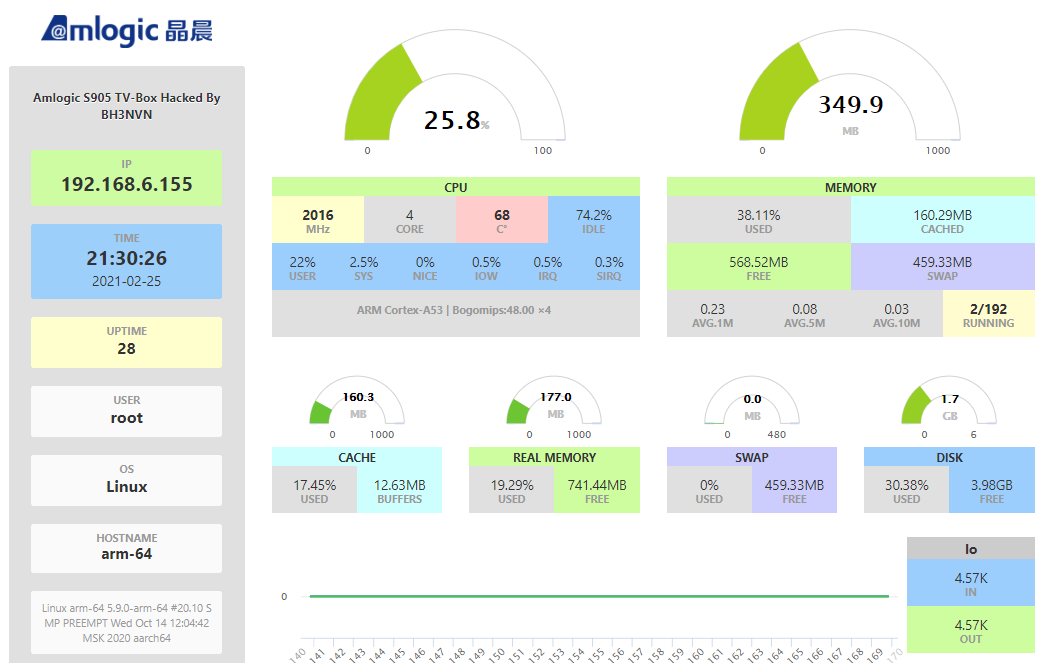 @mlogic 晶晨
Amlogic S905 TV-Box Hacked By
BH3NVN
IP
192.168.6.155
TIME
21:30:26
2021-02-25
UPTIME
28
USER
root
OS
Linux
HOSTNAME
arm-64
Linux arm-64 5.9.0-arm-64 #20.10 S
MP PREEMPT Wed Oct 14 12:04:42
MSK 2020 aarch64
25.8%
0 100
349.9
MB
0 1000
CPU
2016 4 68 74.2%
MHz CORE C° IDLE
22% 2.5% 0% 0.5% 0.5% 0.3%
USER SYS NICE IOW IRQ SIRQ
ARM Cortex-A53 | Bogomips:48.00 ×4
MEMORY
38.11% 160.29MB
USED CACHED
568.52MB 459.33MB
FREE SWAP
0.23 0.08 0.03 2/192
AVG.1M AVG.5M AVG.10M RUNNING
160.3
MB
0 1000
CACHE
17.45% 12.63MB
USED BUFFERS
177.0
MB
0 1000
REAL MEMORY
19.29% 741.44MB
USED FREE
0.0
MB
0 480
SWAP
0% 459.33MB
USED FREE
1.7
GB
0 6
DISK
30.38% 3.98GB
USED FREE
0
140 141 142 143 144 145 146 147 148 149 150 151 152 153 154 155 156 157 158 159 160 161 162 163 164 165 166 167 168 169 170
lo
4.57K
IN
4.57K
OUT